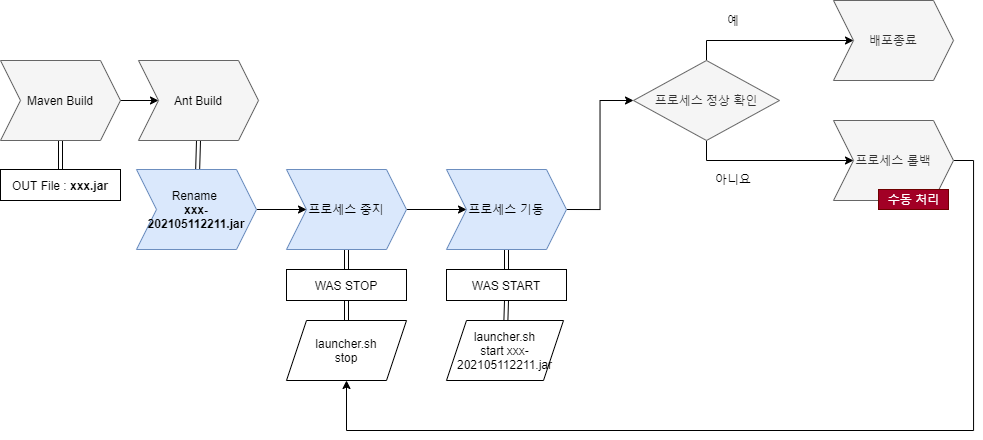 예
배포종료
Maven Build
Ant Build
프로세스 정상 확인
OUT File : xxx.jar
아니요
프로세스 롤백
수동 처리
Rename
xxx-
202105112211.jar
프로세스 중지
프로세스 기동
WAS STOP
WAS START
launcher.sh
stop
launcher.sh
start xxx-
202105112211.jar